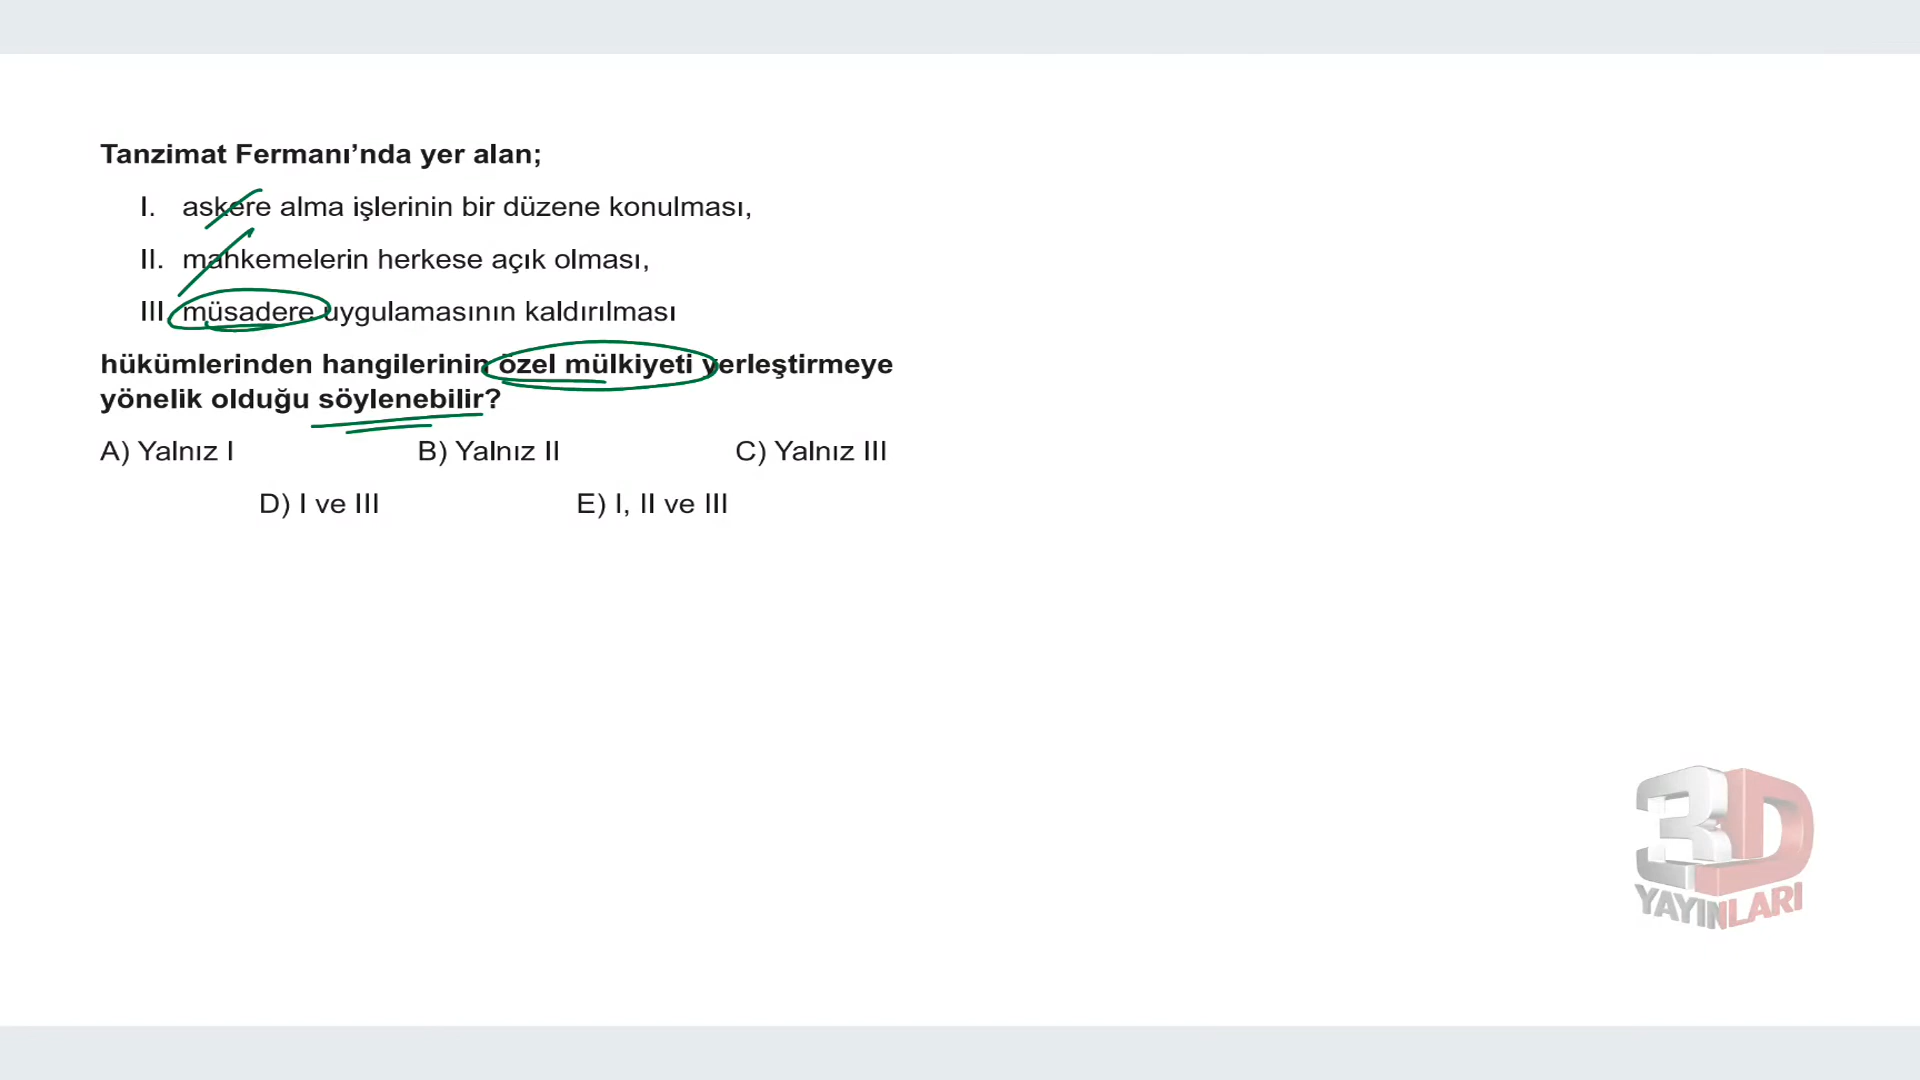 Tanzimat Fermanı’nda yer alan;
I. askere alma işlerinin bir düzene konulması,
II. mahkemelerin herkese açık olması,
III. müsadere uygulamasının kaldırılması
hükümlerinden hangilerinin özel mülkiyeti yerleştirmeye
yönelik olduğu söylenebilir?
A) Yalnız I B) Yalnız II C) Yalnız III
D) I ve III E) I, II ve III
3D
YAYINLARI